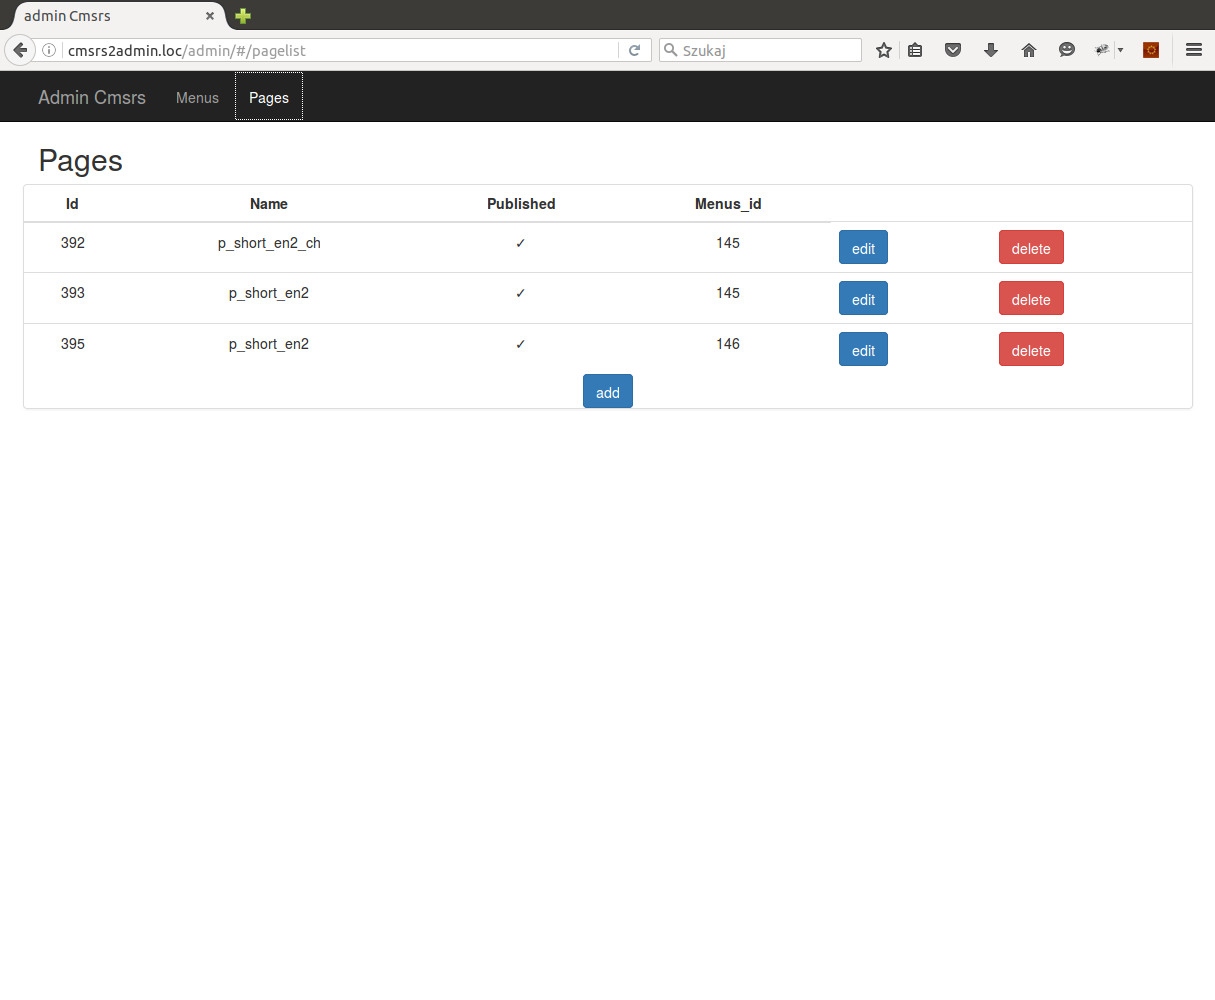 admin Cmsrs
cmsrs2admin.loc/admin/#/pagelist
Szukaj
Admin Cmsrs Menus Pages
Pages
Id Name Published Menus_id
392 p_short_en2_ch ✓ 145 edit delete
393 p_short_en2 ✓ 145 edit delete
395 p_short_en2 ✓ 146 edit delete
add